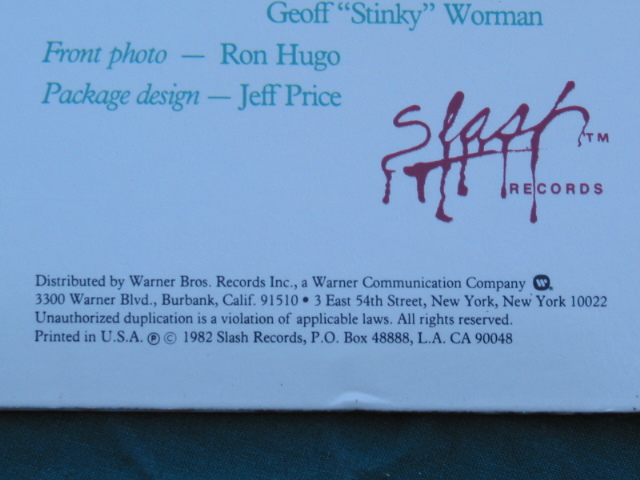 Geoff “Stinky” Worman
Front photo — Ron Hugo
Package design — Jeff Price
Slash TM
RECORDS
Distributed by Warner Bros. Records Inc., a Warner Communication Company
3300 Warner Blvd., Burbank, Calif. 91510 • 3 East 54th Street, New York, New York 10022
Unauthorized duplication is a violation of applicable laws. All rights reserved.
Printed in U.S.A. ℗ © 1982 Slash Records, P.O. Box 48888, L.A. CA 90048